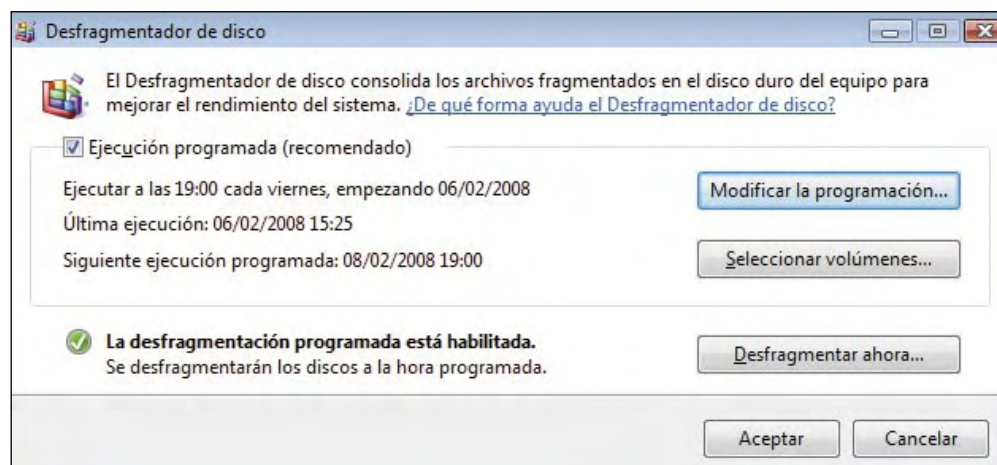 Desfragmentador de disco
El Desfragmentador de disco consolida los archivos fragmentados en el disco duro del equipo para
mejorar el rendimiento del sistema. ¿De qué forma ayuda el Desfragmentador de disco?
Ejecución programada (recomendado)
Ejecutar a las 19:00 cada viernes, empezando 06/02/2008
Modificar la programación...
Última ejecución: 06/02/2008 15:25
Siguiente ejecución programada: 08/02/2008 19:00
Seleccionar volúmenes...
La desfragmentación programada está habilitada.
Se desfragmentarán los discos a la hora programada.
Desfragmentar ahora...
Aceptar
Cancelar